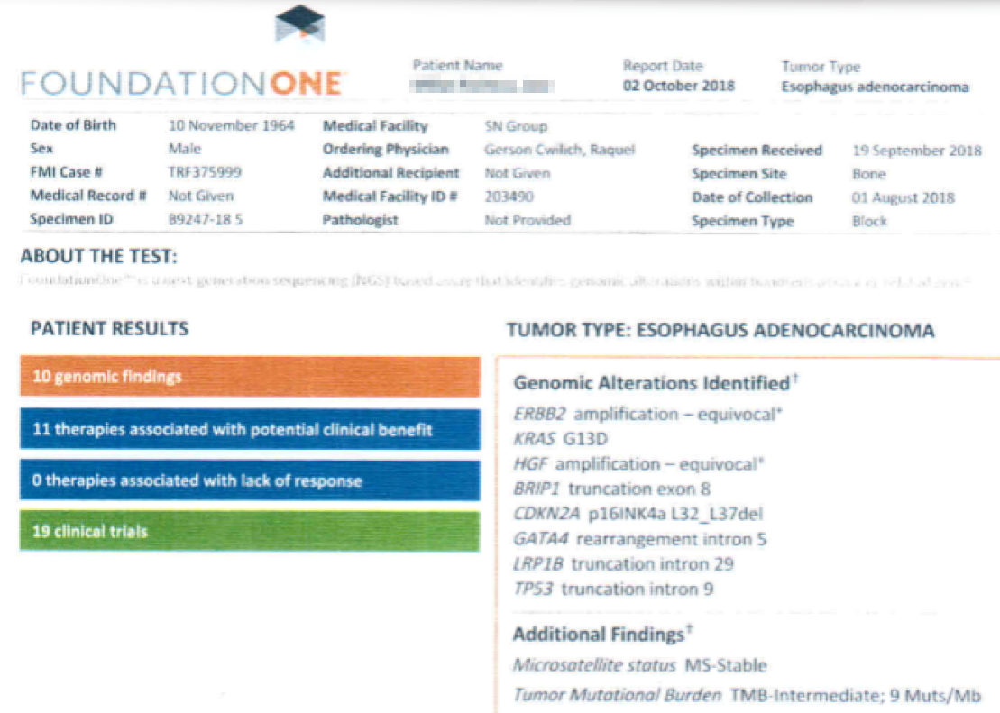 FOUNDATIONONE
Patient Name
Report Date
02 October 2018
Tumor Type
Esophagus adenocarcinoma
Date of Birth 10 November 1964
Sex Male
FMI Case # TRF375999
Medical Record # Not Given
Specimen ID B9247-18 5
Medical Facility SN Group
Ordering Physician Gerson Cwilich, Raquel
Additional Recipient Not Given
Medical Facility ID # 203490
Pathologist Not Provided
Specimen Received 19 September 2018
Specimen Site Bone
Date of Collection 01 August 2018
Specimen Type Block
ABOUT THE TEST:
FoundationOne is a next generation sequencing (NGS) based assay that identifies genomic alterations within
PATIENT RESULTS
10 genomic findings
11 therapies associated with potential clinical benefit
0 therapies associated with lack of response
19 clinical trials
TUMOR TYPE: ESOPHAGUS ADENOCARCINOMA
Genomic Alterations Identified†
ERBB2 amplification – equivocal*
KRAS G13D
HGF amplification – equivocal*
BRIP1 truncation exon 8
CDKN2A p16INK4a L32_L37del
GATA4 rearrangement intron 5
LRP1B truncation intron 29
TP53 truncation intron 9
Additional Findings†
Microsatellite status MS-Stable
Tumor Mutational Burden TMB-Intermediate; 9 Muts/Mb